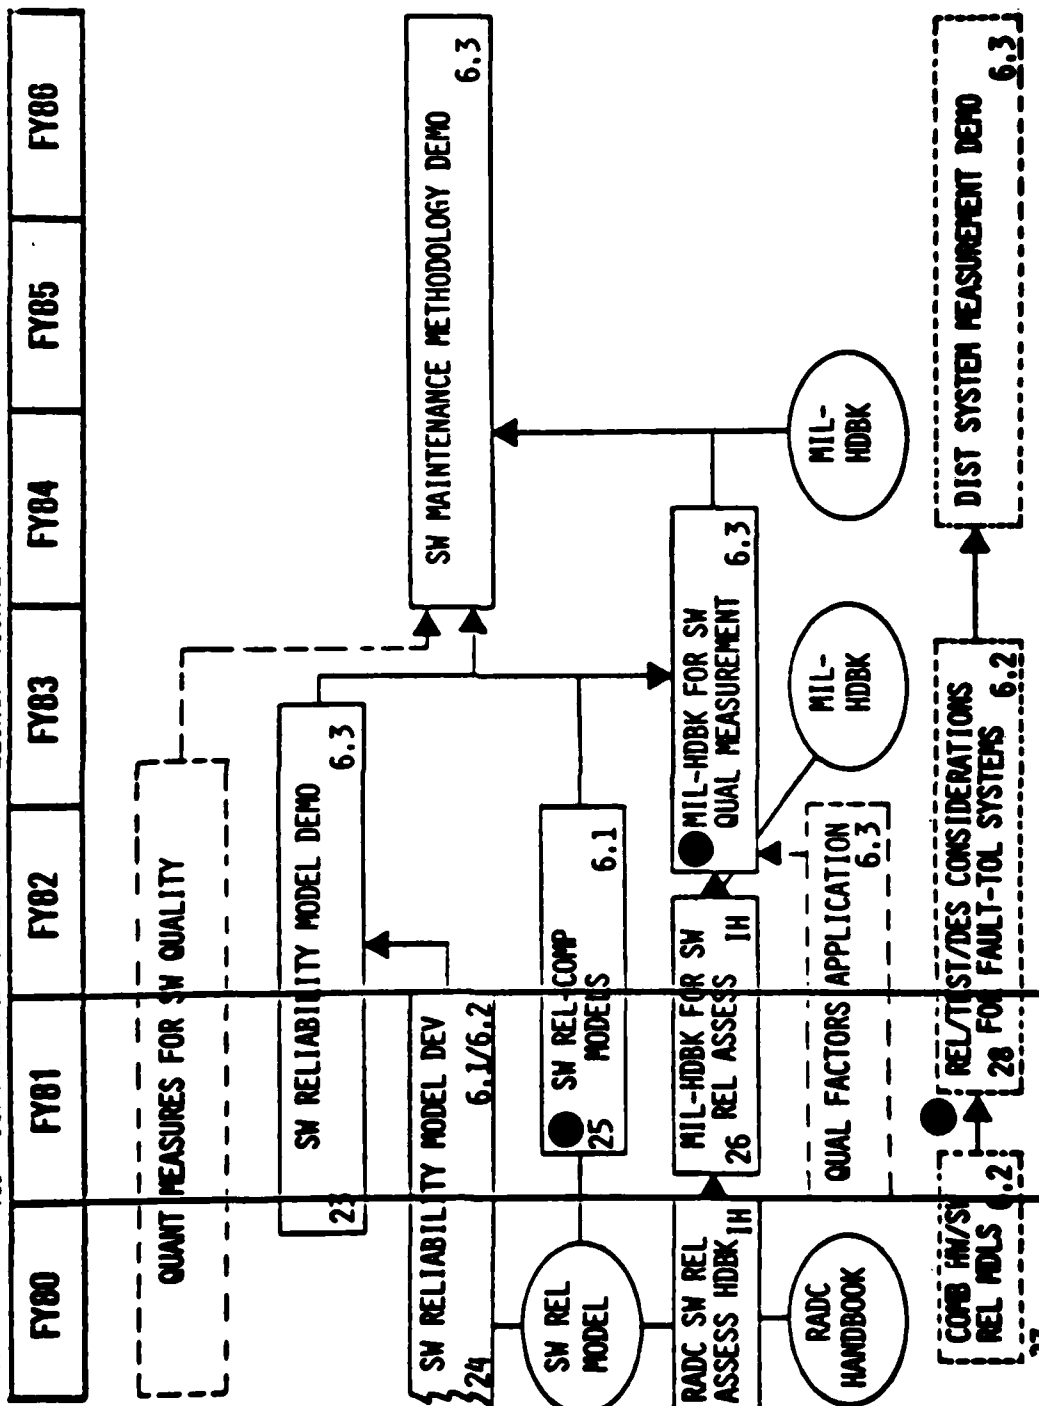 FY80
FY81
FY82
FY83
FY84
FY85
FY86
QUANT MEASURES FOR SW QUALITY
SW RELIABILITY MODEL DEMO
23
6.3
SW RELIABILITY MODEL DEV
24
6.1/6.2
SW MAINTENANCE METHODOLOGY DEMO
6.3
SW REL
MODEL
SW REL-COMP
25 MODELS
6.1
RADC SW REL
ASSESS HDBK IH
MIL-HDBK FOR SW
26 REL ASSESS IH
MIL-HDBK FOR SW
QUAL MEASUREMENT 6.3
RADC
HANDBOOK
QUAL FACTORS APPLICATION
6.3
MIL-
HDBK
MIL-
HDBK
COMB HW/SW
REL MDLS 6.2
27
REL/TEST/DES CONSIDERATIONS
28 FOR FAULT-TOL SYSTEMS 6.2
DIST SYSTEM MEASUREMENT DEMO
6.3